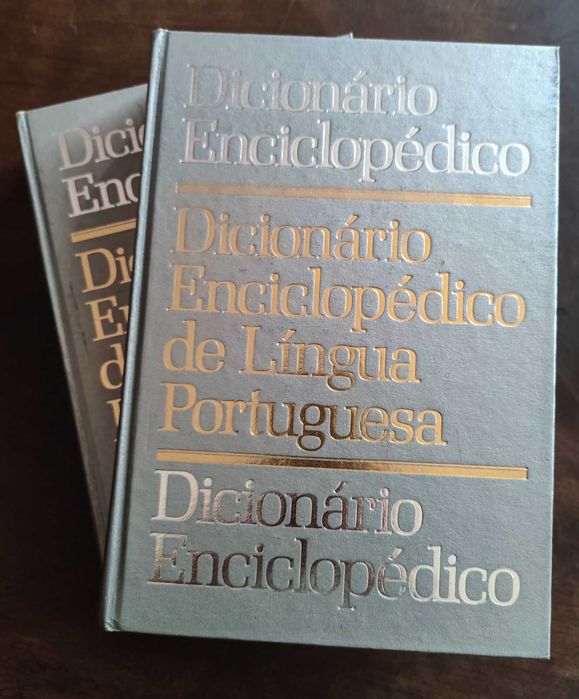 Dicionário
Enciclopédico
Dicionário
Enciclopédico
de Língua
Portuguesa
Dicionário
Enciclopédico